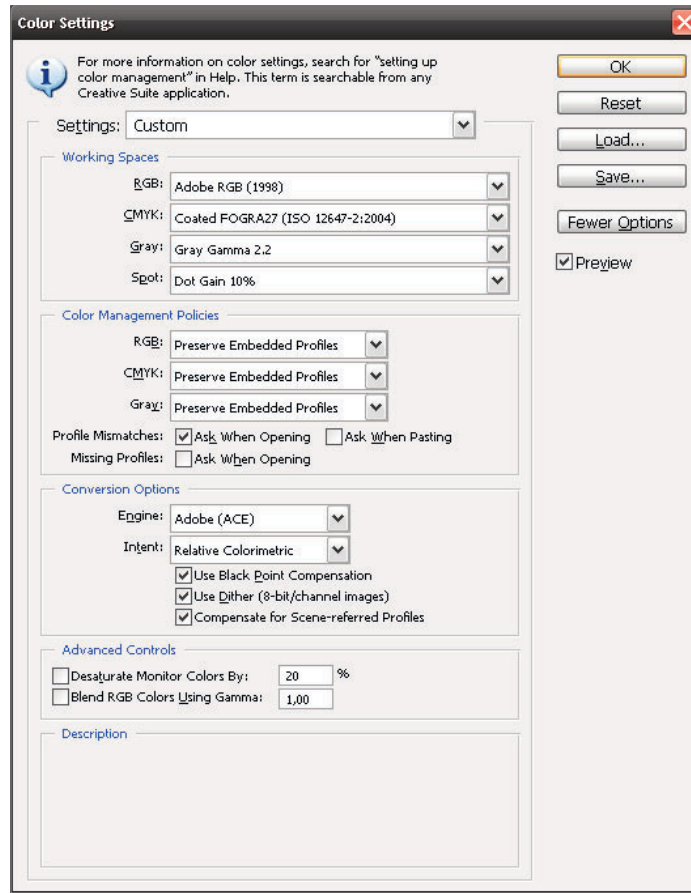 Color Settings
For more information on color settings, search for "setting up
color management" in Help. This term is searchable from any
Creative Suite application.
Settings: Custom
Working Spaces
RGB: Adobe RGB (1998)
CMYK: Coated FOGRA27 (ISO 12647-2:2004)
Gray: Gray Gamma 2.2
Spot: Dot Gain 10%
Color Management Policies
RGB: Preserve Embedded Profiles
CMYK: Preserve Embedded Profiles
Gray: Preserve Embedded Profiles
Profile Mismatches: Ask When Opening Ask When Pasting
Missing Profiles: Ask When Opening
Conversion Options
Engine: Adobe (ACE)
Intent: Relative Colorimetric
Use Black Point Compensation
Use Dither (8-bit/channel images)
Compensate for Scene-referred Profiles
Advanced Controls
Desaturate Monitor Colors By: 20 %
Blend RGB Colors Using Gamma: 1,00
Description
OK
Reset
Load...
Save...
Fewer Options
Preview